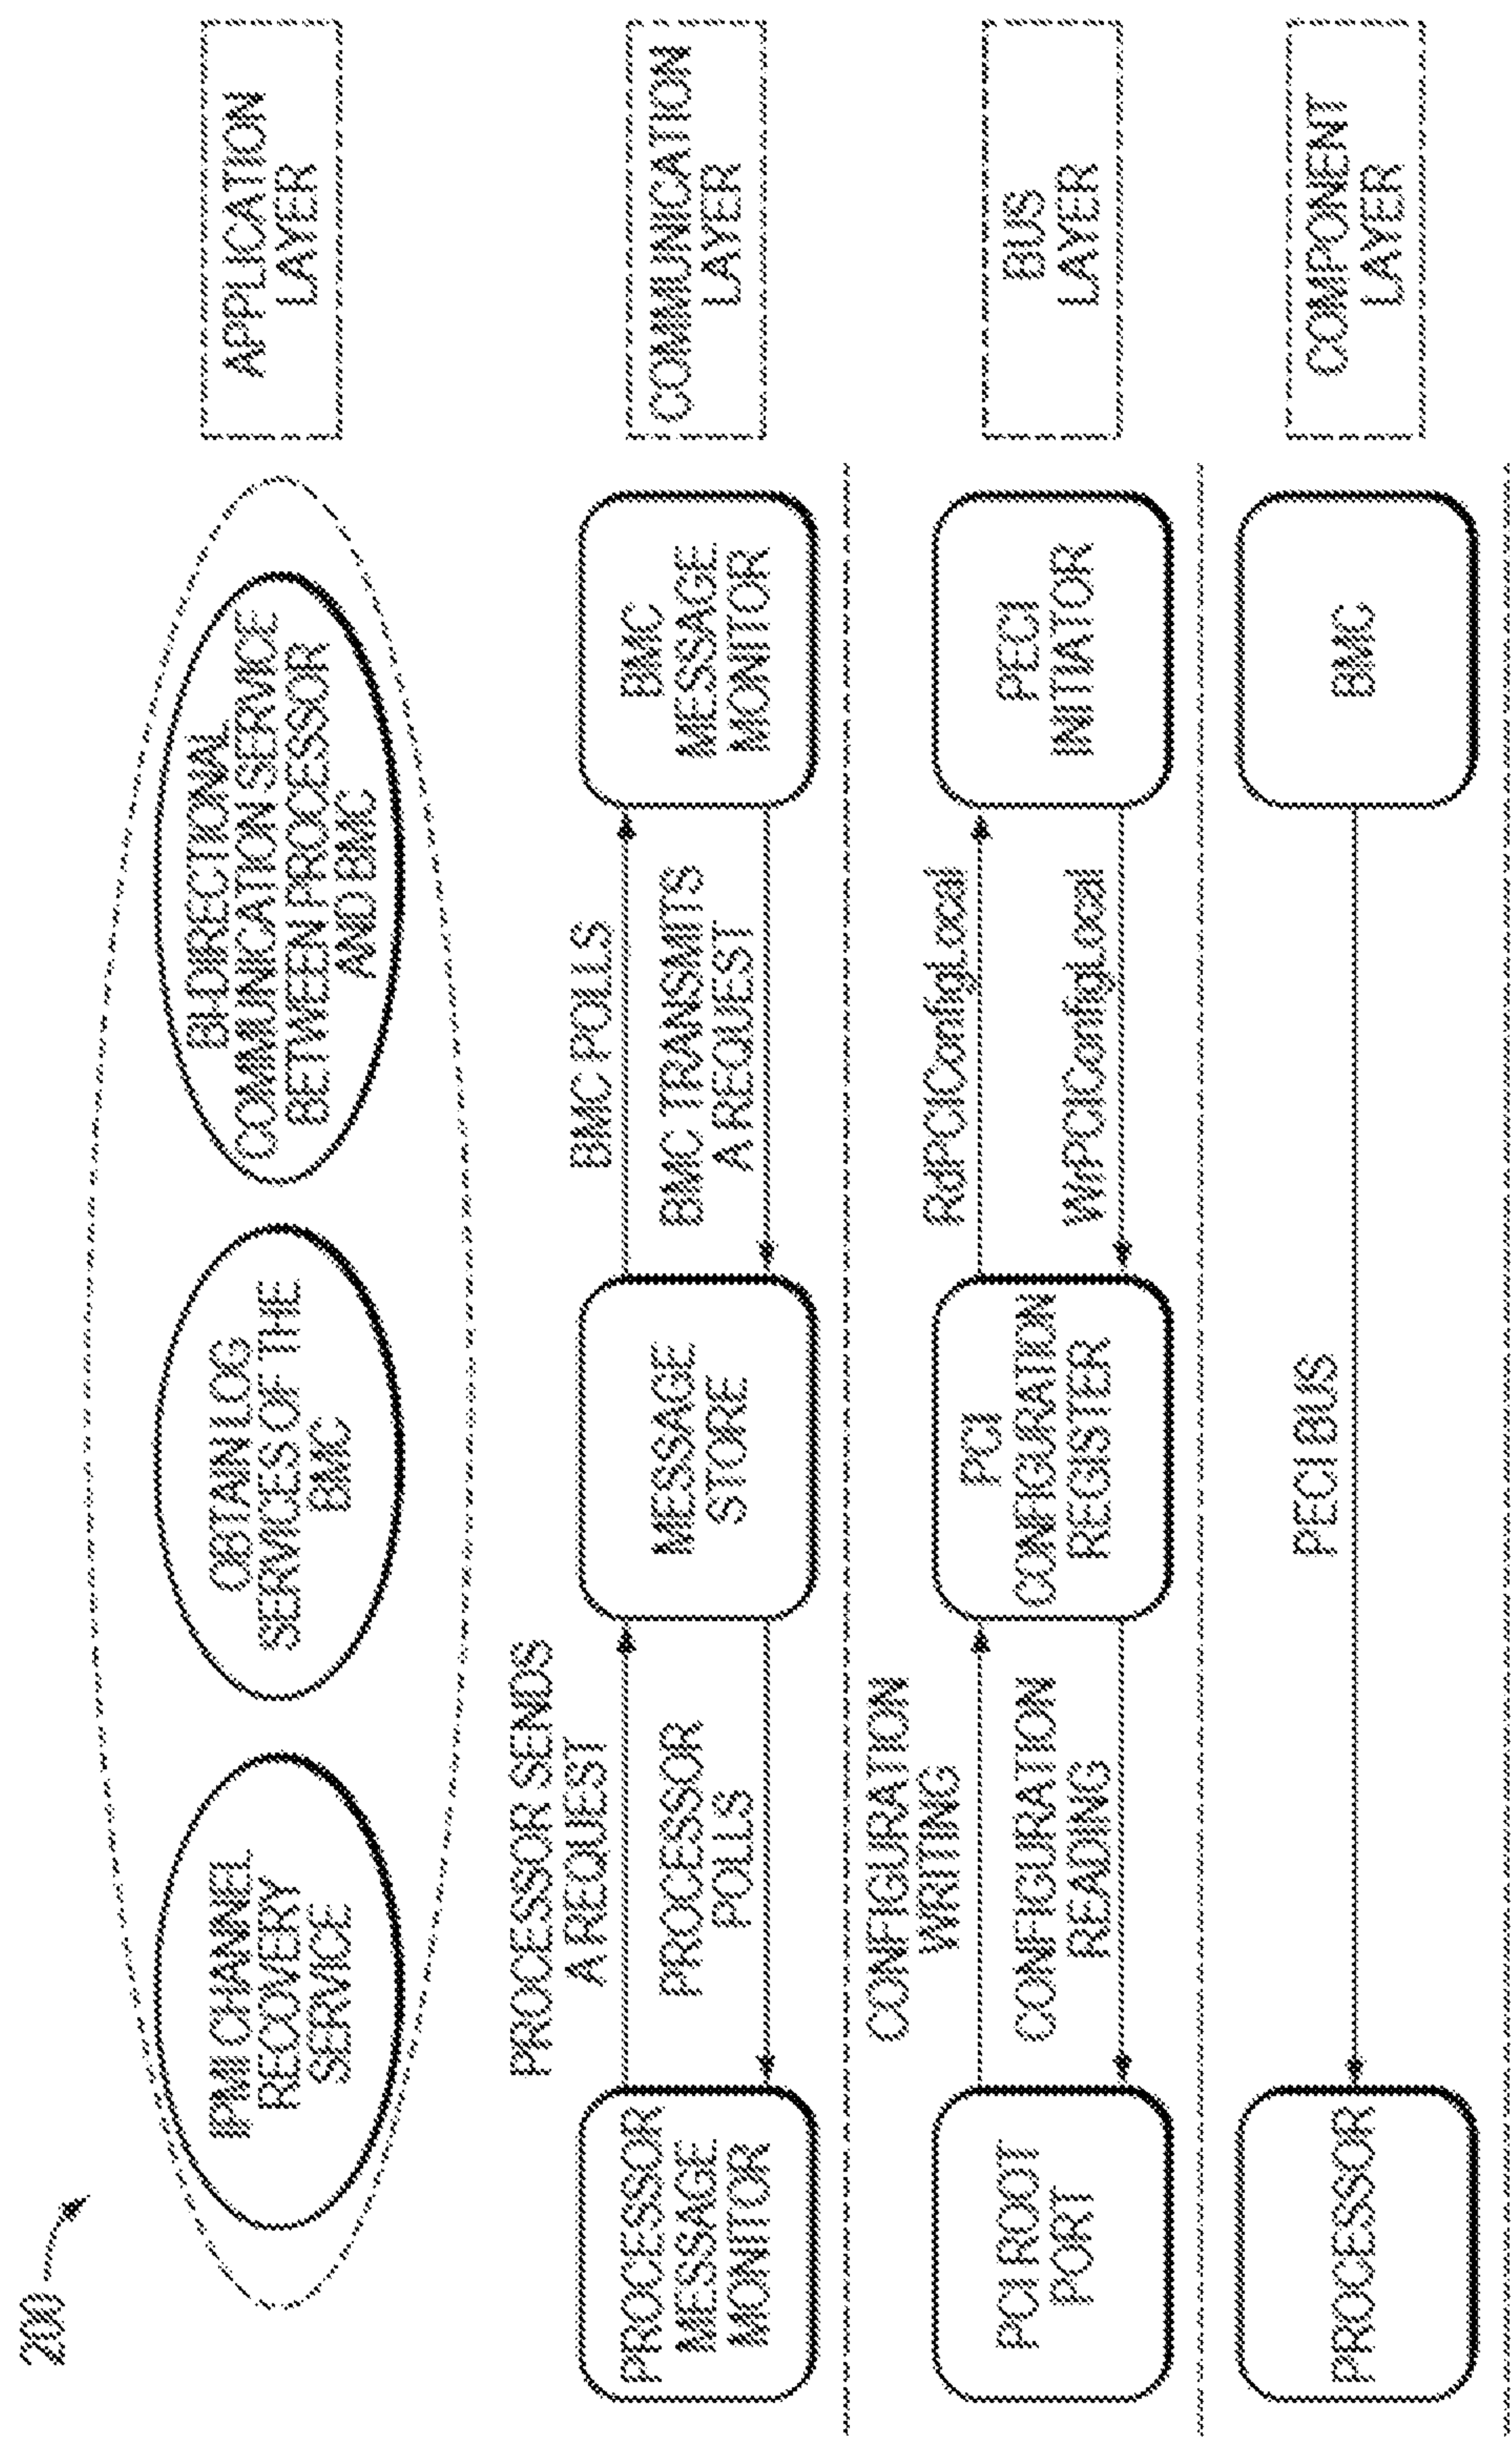 200
IPMI CHANNEL
RECOVERY
SERVICE
OBTAIN LOG
SERVICES OF THE
BMC
BI-DIRECTIONAL
COMMUNICATION SERVICE
BETWEEN PROCESSOR
AND BMC
APPLICATION
LAYER
PROCESSOR
MESSAGE
MONITOR
PROCESSOR SENDS
A REQUEST
PROCESSOR
POLLS
MESSAGE
STORE
BMC POLLS
BMC TRANSMITS
A REQUEST
BMC
MESSAGE
MONITOR
COMMUNICATION
LAYER
PCI ROOT
PORT
CONFIGURATION
WRITING
CONFIGURATION
READING
PCI
CONFIGURATION
REGISTER
RdPCIConfigLocal
WrPCIConfigLocal
PECI
INITIATOR
BUS
LAYER
PROCESSOR
PECI BUS
BMC
COMPONENT
LAYER